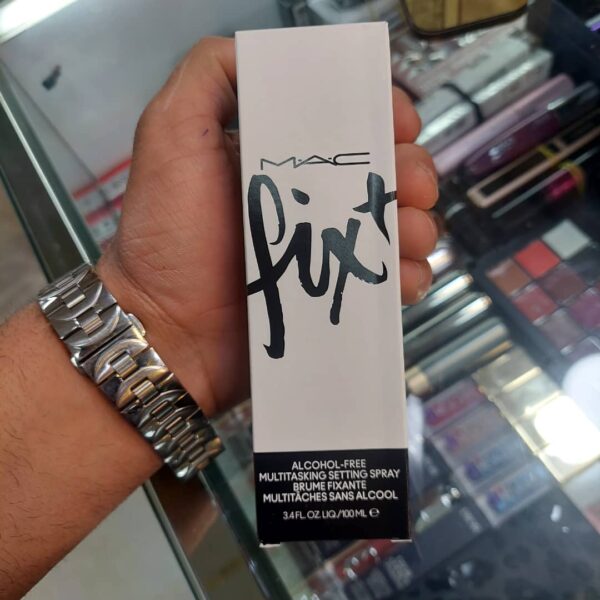 M·A·C
fix+
ALCOHOL-FREE
MULTITASKING SETTING SPRAY
BRUME FIXANTE
MULTITÂCHES SANS ALCOOL
3.4 FL. OZ. LIQ./100 ML ℮